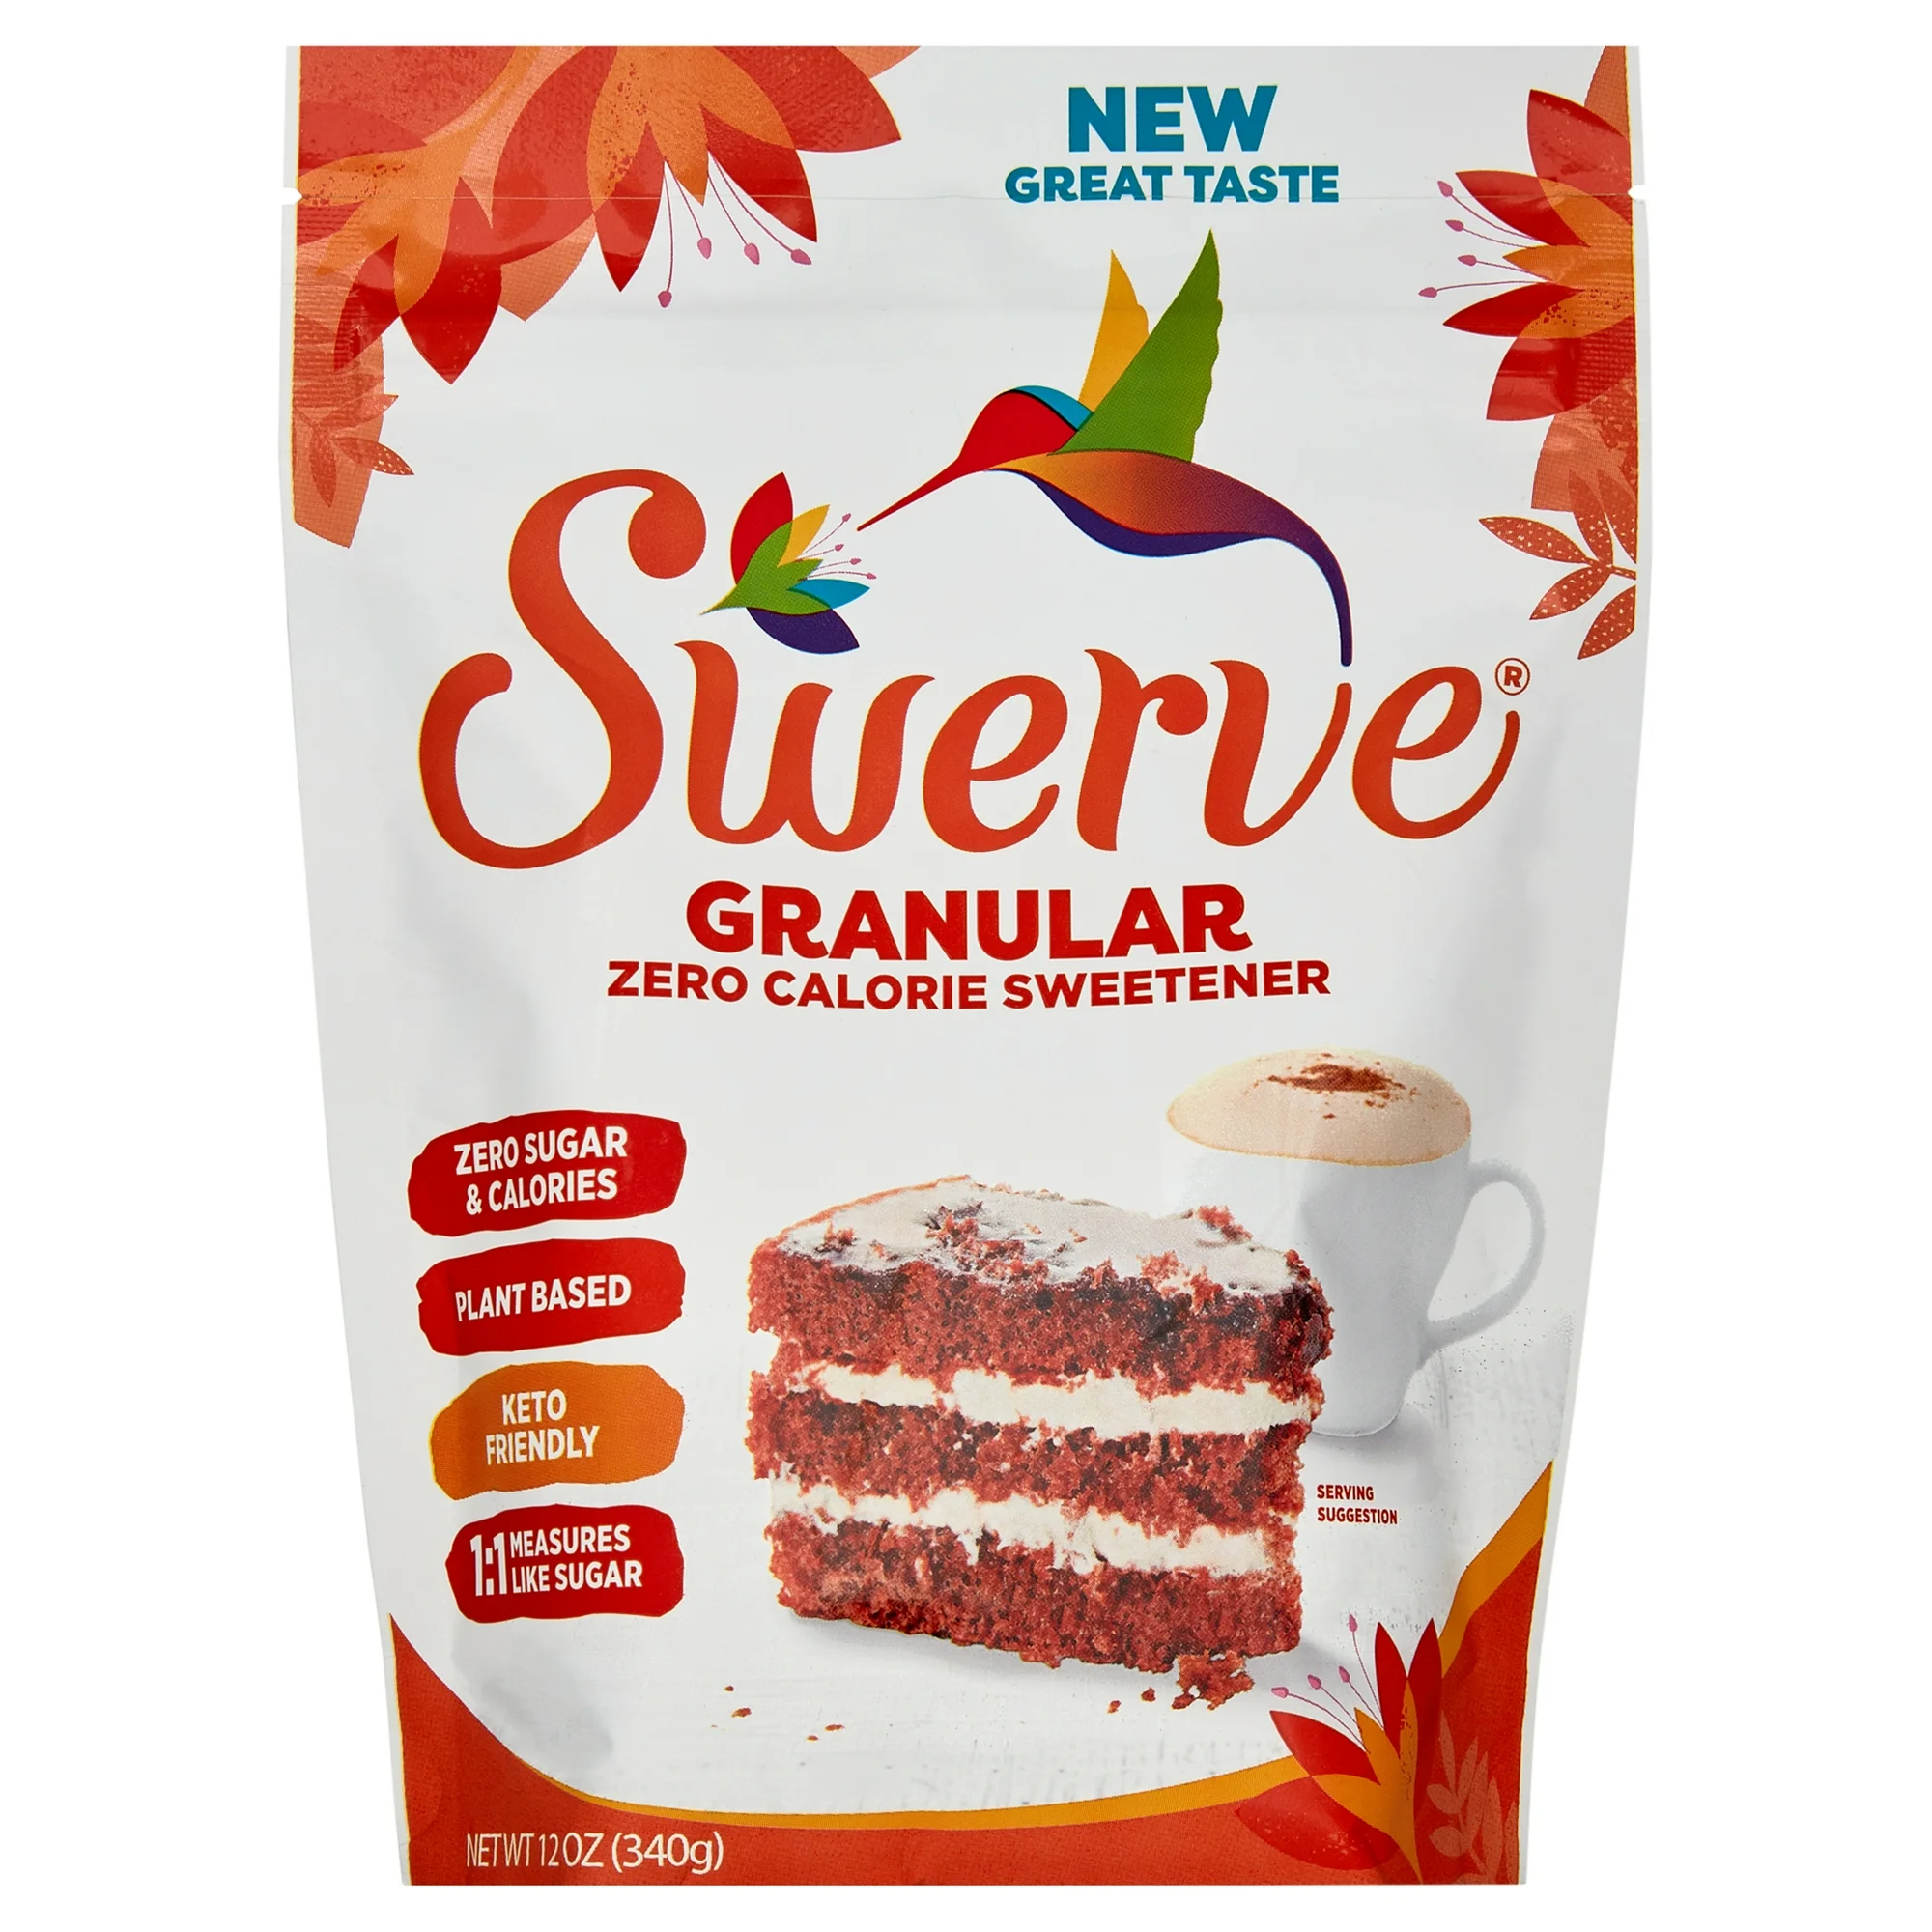 NEW
GREAT TASTE
Swerve®
GRANULAR
ZERO CALORIE SWEETENER
ZERO SUGAR
& CALORIES
PLANT BASED
KETO
FRIENDLY
1:1 MEASURES
LIKE SUGAR
SERVING
SUGGESTION
NET WT 12 OZ (340g)